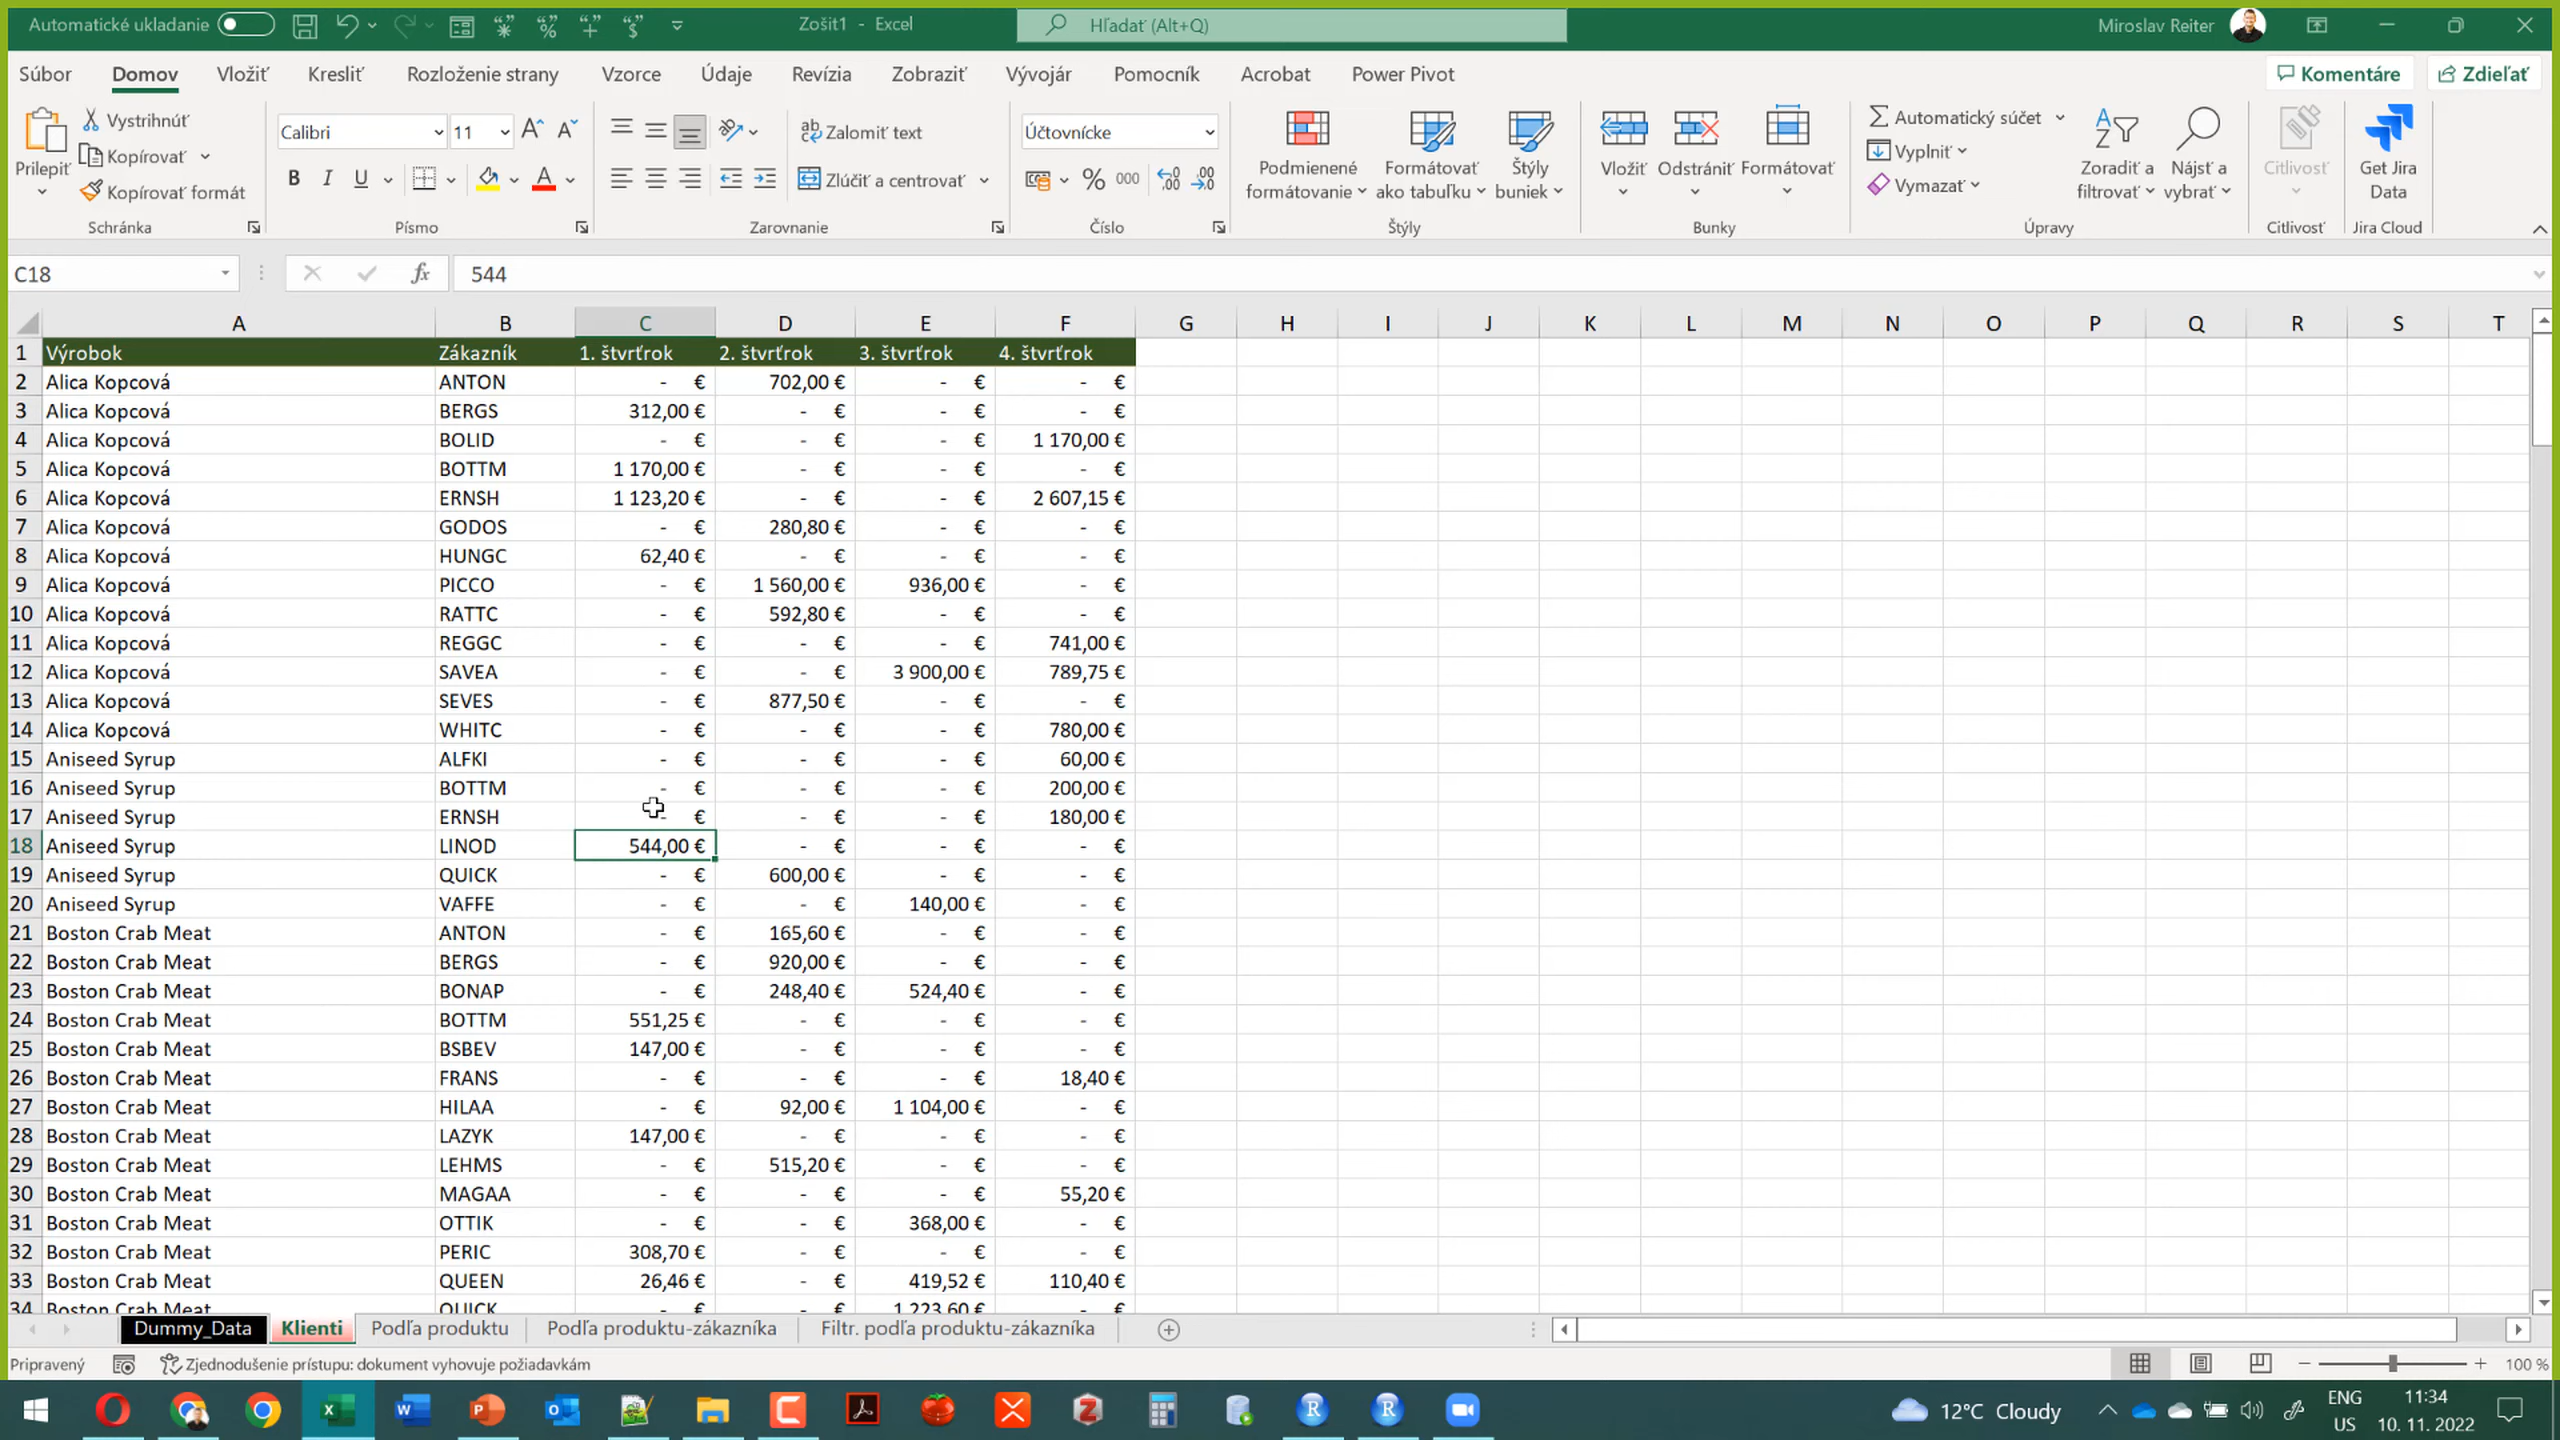 Automatické ukladanie Zošit1 - Excel Hľadať (Alt+Q) Miroslav Reiter
Súbor Domov Vložiť Kresliť Rozloženie strany Vzorce Údaje Revízia Zobraziť Vývojár Pomocník Acrobat Power Pivot Komentáre Zdieľať
Prilepiť Vystrihnúť Kopírovať Kopírovať formát Schránka
Calibri 11 B I U A Písmo
Zalomiť text Zlúčiť a centrovať Zarovnanie
Účtovnícke % 000 Číslo
Podmienené formátovanie Formátovať ako tabuľku Štýly buniek Štýly
Vložiť Odstrániť Formátovať Bunky
Automatický súčet Vyplniť Vymazať Zoradiť a filtrovať Nájsť a vybrať Úpravy
Citlivosť Citlivosť
Get Jira Data Jira Cloud
C18 fx 544
A B C D E F G H I J K L M N O P Q R S T
1 Výrobok Zákazník 1. štvrťrok 2. štvrťrok 3. štvrťrok 4. štvrťrok
2 Alica Kopcová ANTON - € 702,00 € - € - €
3 Alica Kopcová BERGS 312,00 € - € - € - €
4 Alica Kopcová BOLID - € - € - € 1 170,00 €
5 Alica Kopcová BOTTM 1 170,00 € - € - € - €
6 Alica Kopcová ERNSH 1 123,20 € - € - € 2 607,15 €
7 Alica Kopcová GODOS - € 280,80 € - € - €
8 Alica Kopcová HUNGC 62,40 € - € - € - €
9 Alica Kopcová PICCO - € 1 560,00 € 936,00 € - €
10 Alica Kopcová RATTC - € 592,80 € - € - €
11 Alica Kopcová REGGC - € - € - € 741,00 €
12 Alica Kopcová SAVEA - € - € 3 900,00 € 789,75 €
13 Alica Kopcová SEVES - € 877,50 € - € - €
14 Alica Kopcová WHITC - € - € - € 780,00 €
15 Aniseed Syrup ALFKI - € - € - € 60,00 €
16 Aniseed Syrup BOTTM - € - € - € 200,00 €
17 Aniseed Syrup ERNSH - € - € - € 180,00 €
18 Aniseed Syrup LINOD 544,00 € - € - € - €
19 Aniseed Syrup QUICK - € 600,00 € - € - €
20 Aniseed Syrup VAFFE - € - € 140,00 € - €
21 Boston Crab Meat ANTON - € 165,60 € - € - €
22 Boston Crab Meat BERGS - € 920,00 € - € - €
23 Boston Crab Meat BONAP - € 248,40 € 524,40 € - €
24 Boston Crab Meat BOTTM 551,25 € - € - € - €
25 Boston Crab Meat BSBEV 147,00 € - € - € - €
26 Boston Crab Meat FRANS - € - € - € 18,40 €
27 Boston Crab Meat HILAA - € 92,00 € 1 104,00 € - €
28 Boston Crab Meat LAZYK 147,00 € - € - € - €
29 Boston Crab Meat LEHMS - € 515,20 € - € - €
30 Boston Crab Meat MAGAA - € - € - € 55,20 €
31 Boston Crab Meat OTTIK - € - € 368,00 € - €
32 Boston Crab Meat PERIC 308,70 € - € - € - €
33 Boston Crab Meat QUEEN 26,46 € - € 419,52 € 110,40 €
34 Boston Crab Meat QUICK - € - € 1 223,60 € - €
Dummy_Data Klienti Podľa produktu Podľa produktu-zákazníka Filtr. podľa produktu-zákazníka
Pripravený Zjednodušenie prístupu: dokument vyhovuje požiadavkám 100 %
12°C Cloudy ENG US 11:34 10. 11. 2022